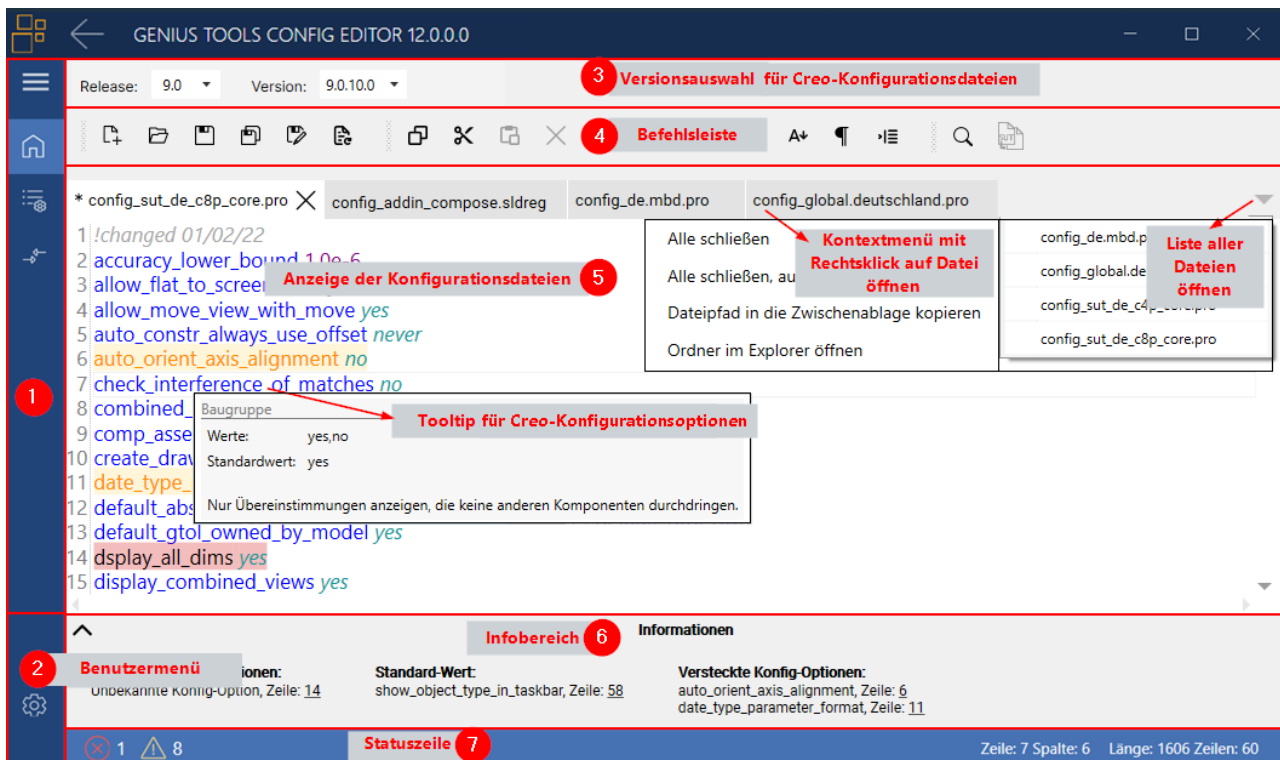 GENIUS TOOLS CONFIG EDITOR 12.0.0.0
Release: 9.0 Version: 9.0.10.0
3 Versionsauswahl für Creo-Konfigurationsdateien
4 Befehlsleiste
* config_sut_de_c8p_core.pro config_addin_compose.sldreg config_de.mbd.pro config_global.deutschland.pro
1 !changed 01/02/22
2 accuracy_lower_bound 1.0e-6
3 allow_flat_to_screen
4 allow_move_view_with_move yes
5 auto_constr_always_use_offset never
6 auto_orient_axis_alignment no
7 check_interference_of_matches no
8 combined_
9 comp_asse
10 create_drav
11 date_type_
12 default_abs
13 default_gtol_owned_by_model yes
14 dsplay_all_dims yes
15 display_combined_views yes
Anzeige der Konfigurationsdateien 5
Alle schließen
Alle schließen, au
Dateipfad in die Zwischenablage kopieren
Ordner im Explorer öffnen
Kontextmenü mit
Rechtsklick auf Datei
öffnen
config_de.mbd.p
config_global.de
config_sut_de_c4p_core.pro
config_sut_de_c8p_core.pro
Liste aller
Dateien
öffnen
1
Baugruppe
Werte: yes,no
Standardwert: yes
Nur Übereinstimmungen anzeigen, die keine anderen Komponenten durchdringen.
Tooltip für Creo-Konfigurationsoptionen
Infobereich 6
Informationen
2 Benutzermenü
ionen:
Unbekannte Konfig-Option, Zeile: 14
Standard-Wert:
show_object_type_in_taskbar, Zeile: 58
Versteckte Konfig-Optionen:
auto_orient_axis_alignment, Zeile: 6
date_type_parameter_format, Zeile: 11
1 8
Statuszeile 7
Zeile: 7 Spalte: 6 Länge: 1606 Zeilen: 60